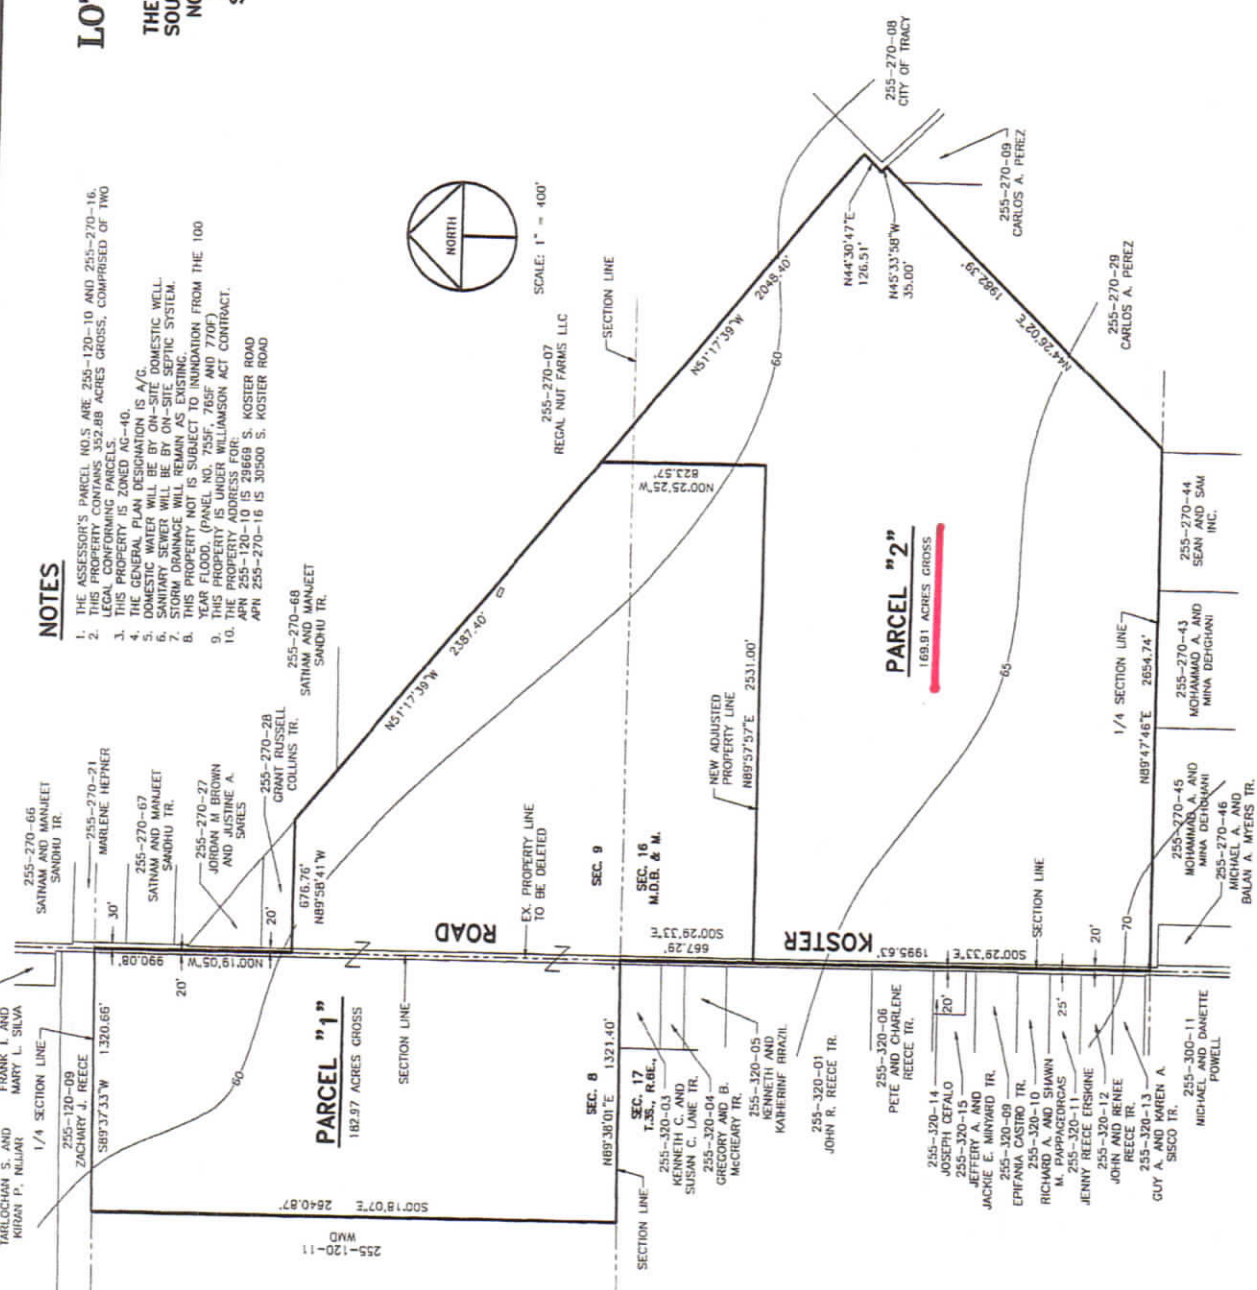 LO
THE
SOU
NO
S
NOTES
1. THE ASSESSOR'S PARCEL NO.S ARE 255-120-10 AND 255-270-16.
2. THIS PROPERTY CONTAINS 352.88 ACRES GROSS, COMPRISED OF TWO
LEGAL CONFORMING PARCELS.
3. THIS PROPERTY IS ZONED AG-40.
4. THE GENERAL PLAN DESIGNATION IS A/G.
5. DOMESTIC WATER WILL BE BY ON-SITE DOMESTIC WELL.
6. SANITARY SEWER WILL BE BY ON-SITE SEPTIC SYSTEM.
7. STORM DRAINAGE WILL REMAIN AS EXISTING.
8. THIS PROPERTY NOT IS SUBJECT TO INUNDATION FROM THE 100
YEAR FLOOD. (PANEL NO. 755F, 765F AND 770F)
9. THIS PROPERTY IS UNDER WILLIAMSON ACT CONTRACT.
10. THE PROPERTY ADDRESS FOR:
APN 255-120-10 IS 29669 S. KOSTER ROAD
APN 255-270-16 IS 30500 S. KOSTER ROAD
NORTH
SCALE: 1" = 400'
255-270-08
CITY OF TRACY
255-270-09
CARLOS A. PEREZ
255-270-29
CARLOS A. PEREZ
N44°30'47"E
126.51'
N45°33'58"W
35.00'
1982.39'
N44°26'02"E
2048.40'
N51°17'39"W
60
SECTION LINE
255-270-07
REGAL NUT FARMS LLC
823.57'
N00°25'25"W
PARCEL "2"
169.91 ACRES GROSS
65
255-270-44
SEAN AND SAM
INC.
255-270-43
MOHAMMAD A. AND
MINA DEHGHANI
1/4 SECTION LINE
N89°47'46"E 2654.74'
255-270-45
MOHAMMAD A. AND
MINA DEHGHANI
255-270-46
MICHAEL A. AND
BALAN A. MYERS TR.
NEW ADJUSTED
PROPERTY LINE
N89°57'57"E 2531.00'
2387.40'
N51°17'39"W
255-270-68
SATNAM AND MANJEET
SANDHU TR.
255-270-28
GRANT RUSSELL
COLLINS TR.
255-270-27
JORDAN M BROWN
AND JUSTINE A.
SARES
255-270-67
SATNAM AND MANJEET
SANDHU TR.
255-270-21
MARLENE HEPNER
255-270-66
SATNAM AND MANJEET
SANDHU TR.
30'
20'
676.76'
N89°58'41"W
EX. PROPERTY LINE
TO BE DELETED
SEC. 9
SEC. 16
M.D.B. & M.
ROAD
KOSTER
667.29'
S00°29'33"E
1995.63'
S00°29'33"E
SECTION LINE
20'
70
990.08'
N00°19'05"W
20'
SECTION LINE
60
PARCEL "1"
182.97 ACRES GROSS
1/4 SECTION LINE
255-120-09
ZACHARY J. REECE
S89°37'33"W 1320.66'
FRANK I. AND
MARY L. SILVA
TARLOCHAN S. AND
KIRAN P. NIJJAR
2640.87'
S00°18'07"E
255-120-11
WMD
SEC. 8
N89°38'01"E 1321.40'
SECTION LINE
SEC. 17
T.3S., R.6E.,
255-320-03
KENNETH C. AND
SUSAN C. LANE TR.
255-320-04
GREGORY AND B.
McCREARY TR.
255-320-05
KENNETH AND
KATHERINE BRAZIL
255-320-01
JOHN R. REECE TR.
255-320-06
PETE AND CHARLENE
REECE TR.
20'
25'
255-320-14
JOSEPH CEFALO
255-320-15
JEFFERY A. AND
JACKIE E. MINYARD TR.
255-320-09
EPIFANIA CASTRO TR.
255-320-10
RICHARD A. AND SHAWN
M. PAPPAGEORGAS
255-320-11
JENNY REECE ERSKINE
255-320-12
JOHN AND RENEE
REECE TR.
255-320-13
GUY A. AND KAREN A.
SISCO TR.
255-300-11
MICHAEL AND DANETTE
POWELL